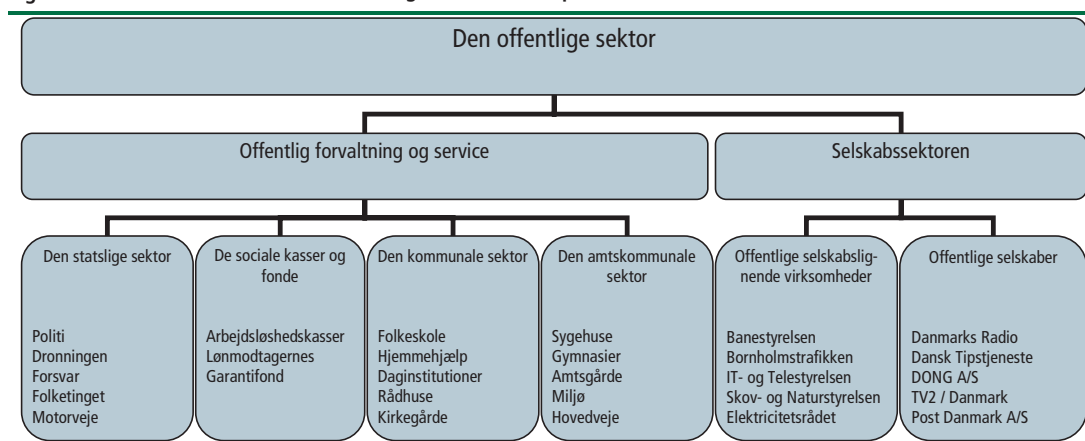 Den offentlige sektor
Offentlig forvaltning og service
Selskabssektoren
Den statslige sektor
Politi
Dronningen
Forsvar
Folketinget
Motorveje
De sociale kasser og
fonde
Arbejdsløshedskasser
Lønmodtagernes
Garantifond
Den kommunale sektor
Folkeskole
Hjemmehjælp
Daginstitutioner
Rådhuse
Kirkegårde
Den amtskommunale
sektor
Sygehuse
Gymnasier
Amtsgårde
Miljø
Hovedveje
Offentlige selskabslig-
nende virksomheder
Banestyrelsen
Bornholmstrafikken
IT- og Telestyrelsen
Skov- og Naturstyrelsen
Elektricitetsrådet
Offentlige selskaber
Danmarks Radio
Dansk Tipstjeneste
DONG A/S
TV2 / Danmark
Post Danmark A/S